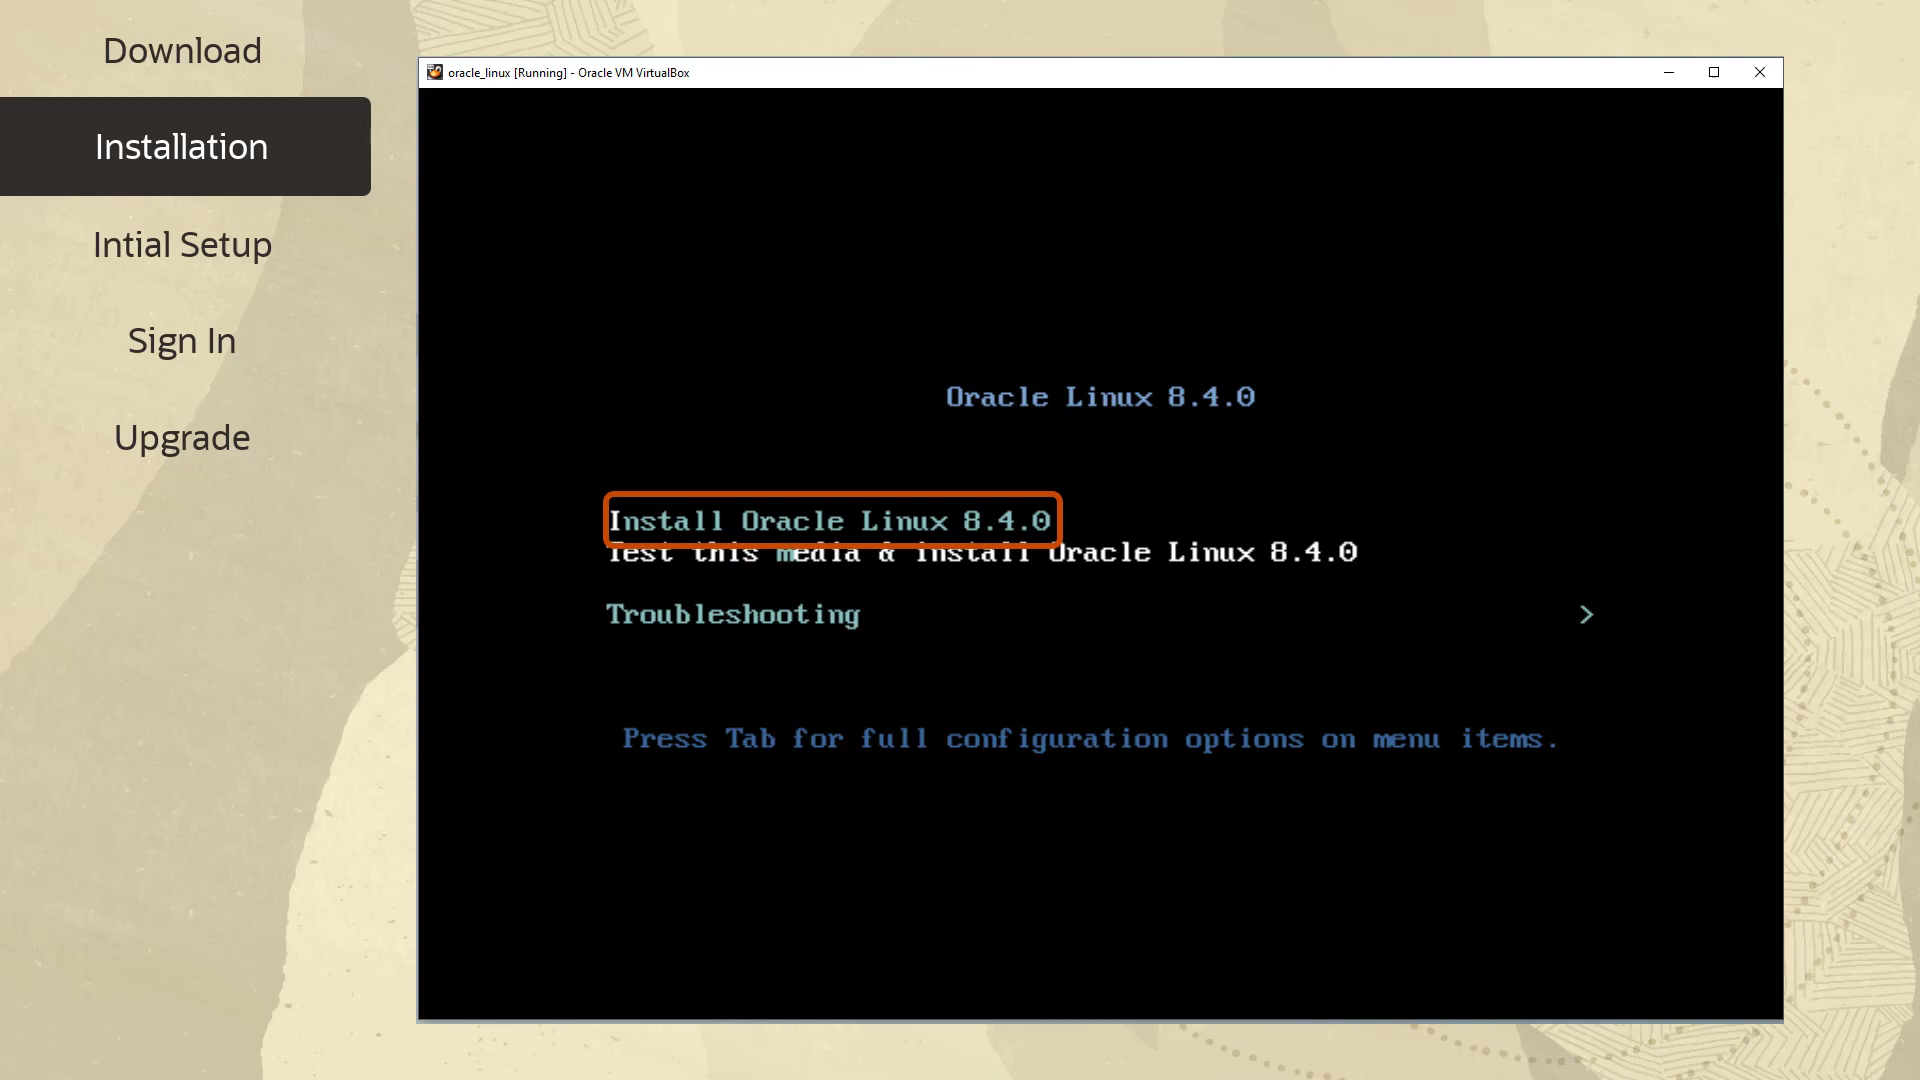 Download
Installation
Intial Setup
Sign In
Upgrade
oracle_linux [Running] - Oracle VM VirtualBox
Oracle Linux 8.4.0
Install Oracle Linux 8.4.0
Test this media & install Oracle Linux 8.4.0
Troubleshooting >
Press Tab for full configuration options on menu items.